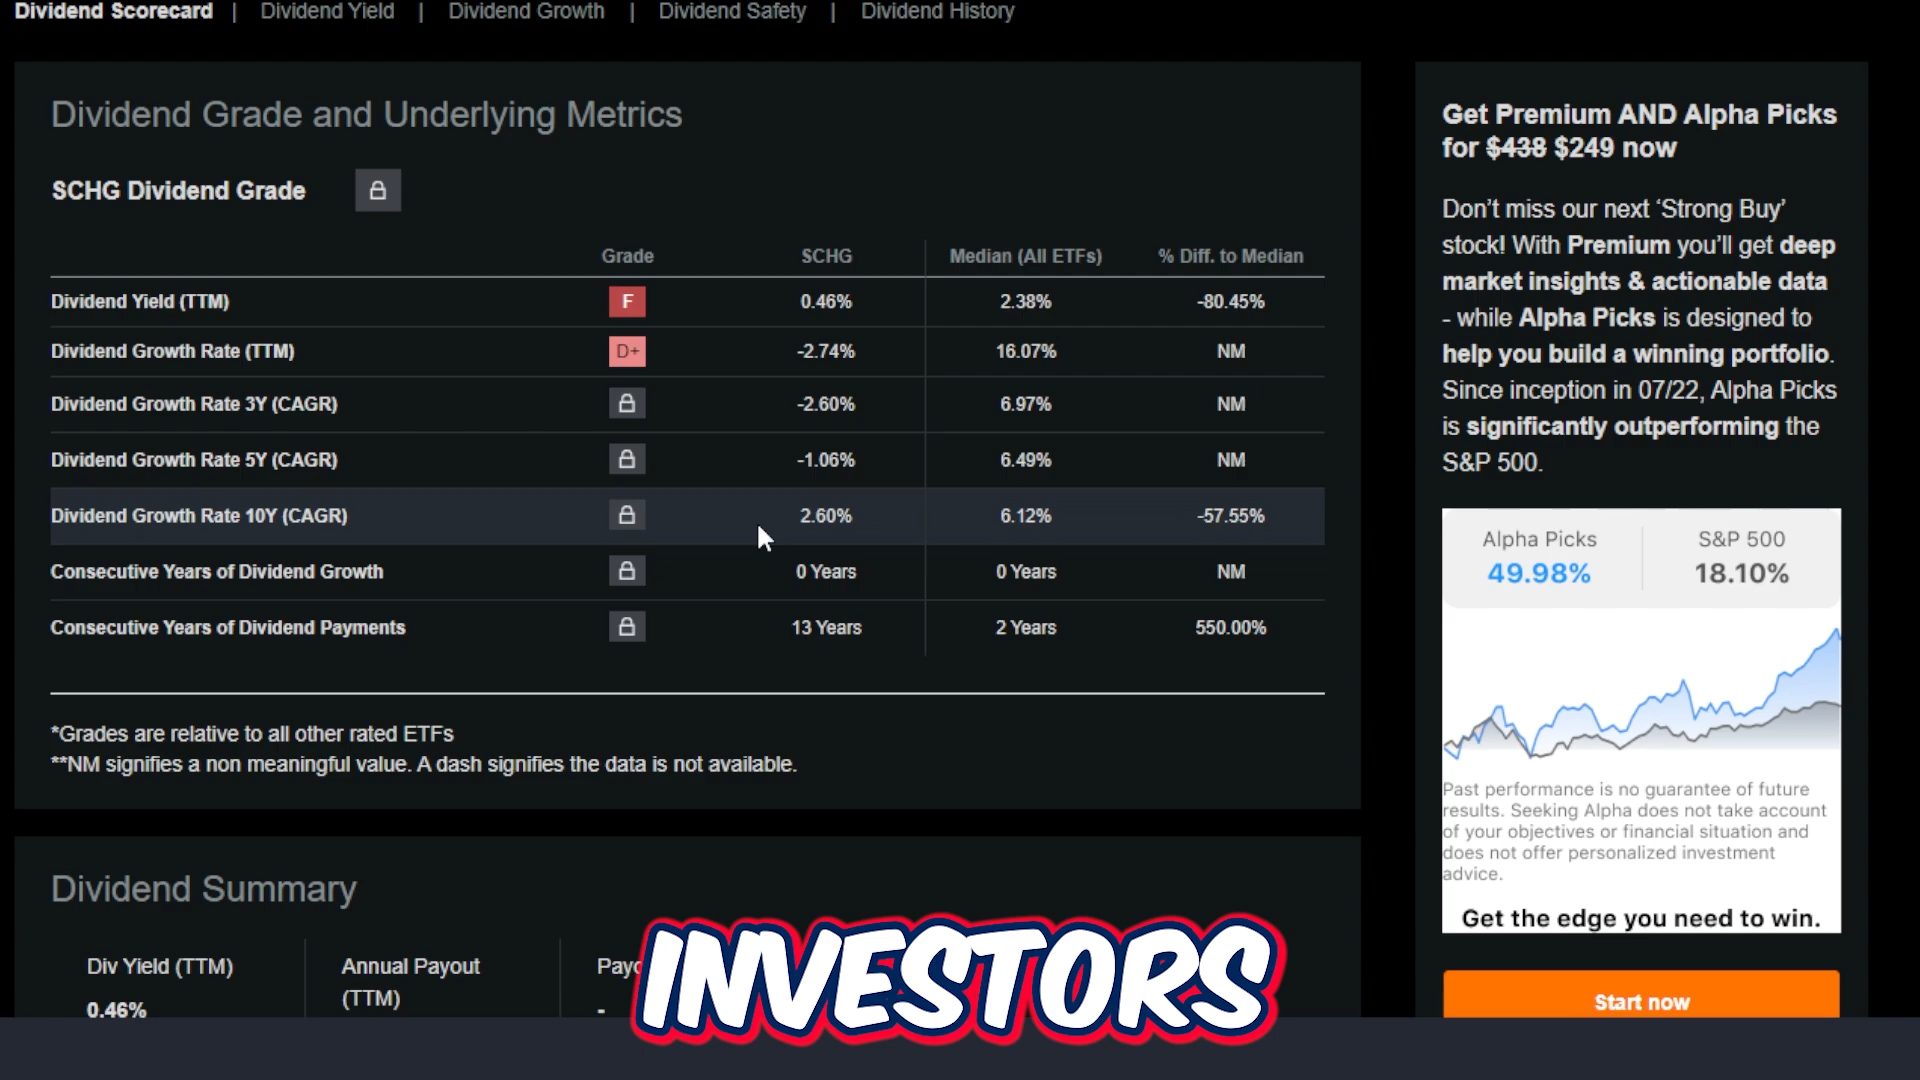 Dividend Scorecard | Dividend Yield | Dividend Growth | Dividend Safety | Dividend History
Dividend Grade and Underlying Metrics
SCHG Dividend Grade
Grade SCHG Median (All ETFs) % Diff. to Median
Dividend Yield (TTM) F 0.46% 2.38% -80.45%
Dividend Growth Rate (TTM) D+ -2.74% 16.07% NM
Dividend Growth Rate 3Y (CAGR) -2.60% 6.97% NM
Dividend Growth Rate 5Y (CAGR) -1.06% 6.49% NM
Dividend Growth Rate 10Y (CAGR) 2.60% 6.12% -57.55%
Consecutive Years of Dividend Growth 0 Years 0 Years NM
Consecutive Years of Dividend Payments 13 Years 2 Years 550.00%
*Grades are relative to all other rated ETFs
**NM signifies a non meaningful value. A dash signifies the data is not available.
Dividend Summary
Div Yield (TTM)
0.46%
Annual Payout
(TTM)
-
INVESTORS
Get Premium AND Alpha Picks
for $438 $249 now
Don't miss our next ‘Strong Buy’
stock! With Premium you’ll get deep
market insights & actionable data
- while Alpha Picks is designed to
help you build a winning portfolio.
Since inception in 07/22, Alpha Picks
is significantly outperforming the
S&P 500.
Alpha Picks S&P 500
49.98% 18.10%
Past performance is no guarantee of future
results. Seeking Alpha does not take account
of your objectives or financial situation and
does not offer personalized investment
advice.
Get the edge you need to win.
Start now